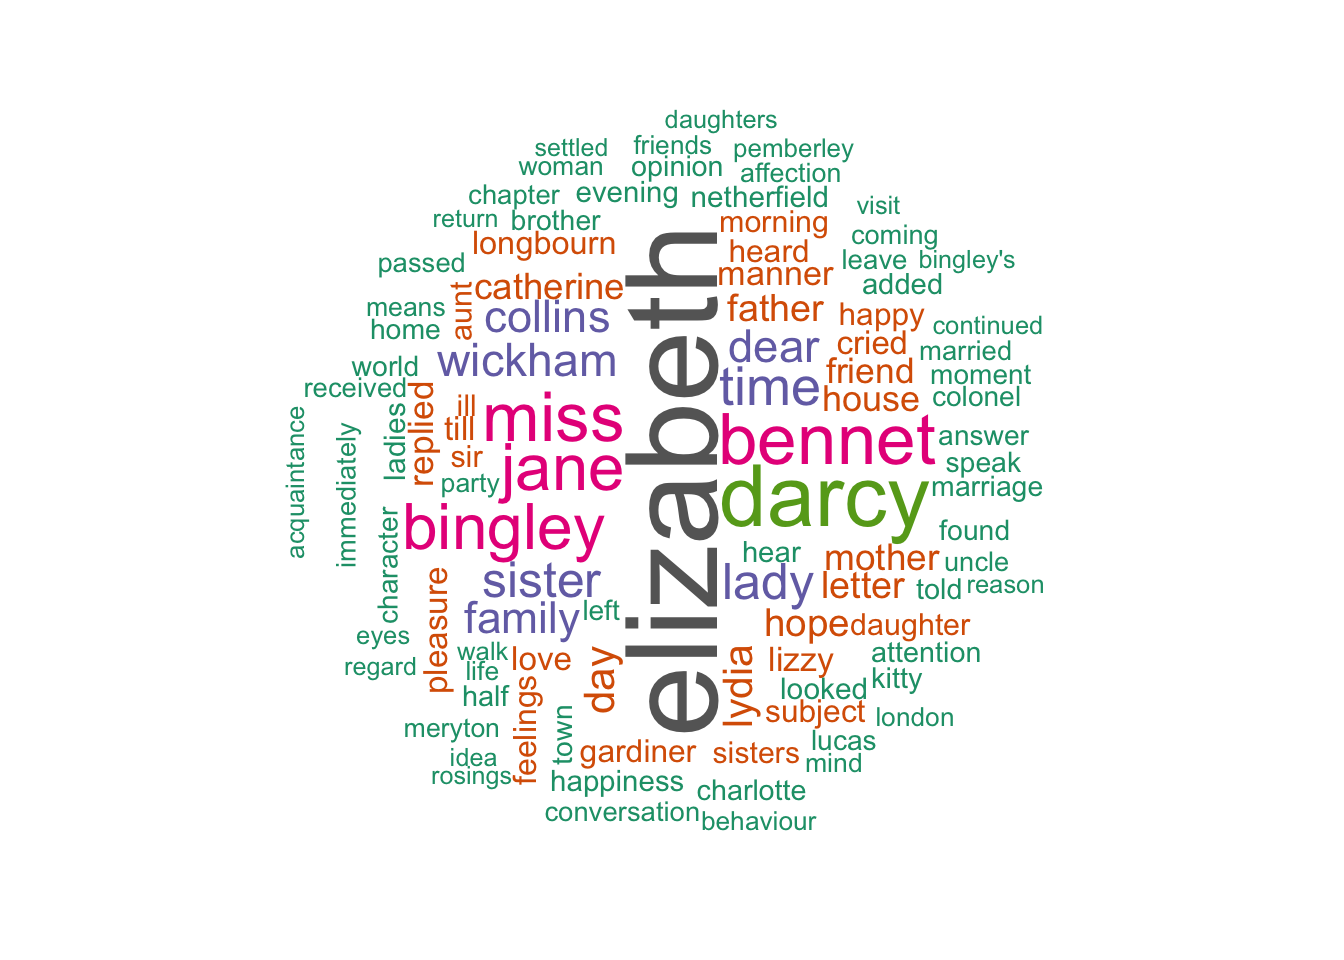 daughters
settled
friends
pemberley
woman
opinion
affection
chapter
evening
netherfield
visit
return
brother
morning
coming
longbourn
heard
leave
bingley's
passed
manner
added
catherine
aunt
means
father
happy
collins
home
continued
dear
cried
married
wickham
world
friend
moment
received
time
house
colonel
ill
miss
ladies
replied
till
bennet
answer
sir
jane
speak
acquaintance
immediately
party
darcy
marriage
elizabeth
bingley
found
character
hear
mother
uncle
sister
lady
letter
told
reason
family
left
pleasure
hope
daughter
eyes
walk
love
day
lydia
lizzy
attention
regard
life
kitty
half
looked
meryton
feelings
town
subject
london
gardiner
sisters
lucas
idea
mind
rosings
happiness
charlotte
conversation
behaviour